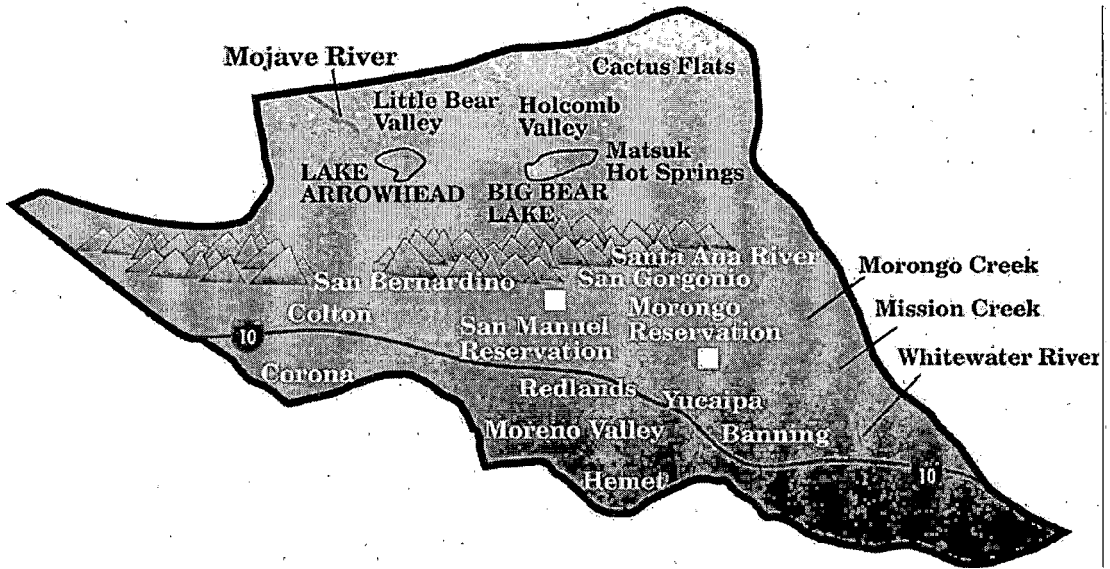 Mojave River
Cactus Flats
Little Bear
Valley
Holcomb
Valley
LAKE
ARROWHEAD
BIG BEAR
LAKE
Matsuk
Hot Springs
Santa Ana River
San Bernardino
San Gorgonio
Morongo Creek
Colton
San Manuel
Reservation
Morongo
Reservation
Mission Creek
10
Whitewater River
Corona
Redlands
Yucaipa
Moreno Valley
Banning
Hemet
10